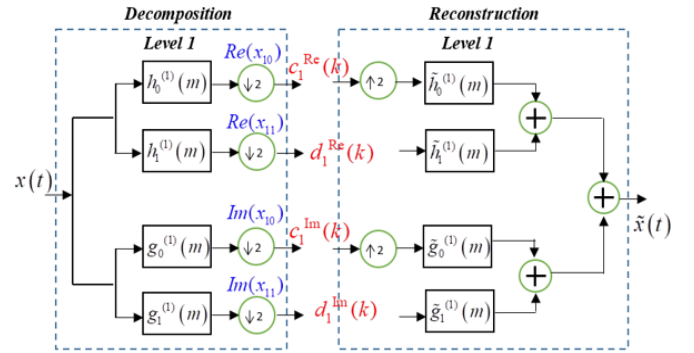 Decomposition Reconstruction
Level 1 Level 1
Re(x₁₀) c₁ᴿᵉ(k)
h₀⁽¹⁾(m) ↓2 ↑2 h̃₀⁽¹⁾(m)
+
Re(x₁₁)
h₁⁽¹⁾(m) ↓2 d₁ᴿᵉ(k) h̃₁⁽¹⁾(m)
x(t) + x̃(t)
Im(x₁₀) c₁ᴵᵐ(k)
g₀⁽¹⁾(m) ↓2 ↑2 g̃₀⁽¹⁾(m)
+
Im(x₁₁)
g₁⁽¹⁾(m) ↓2 d₁ᴵᵐ(k) g̃₁⁽¹⁾(m)